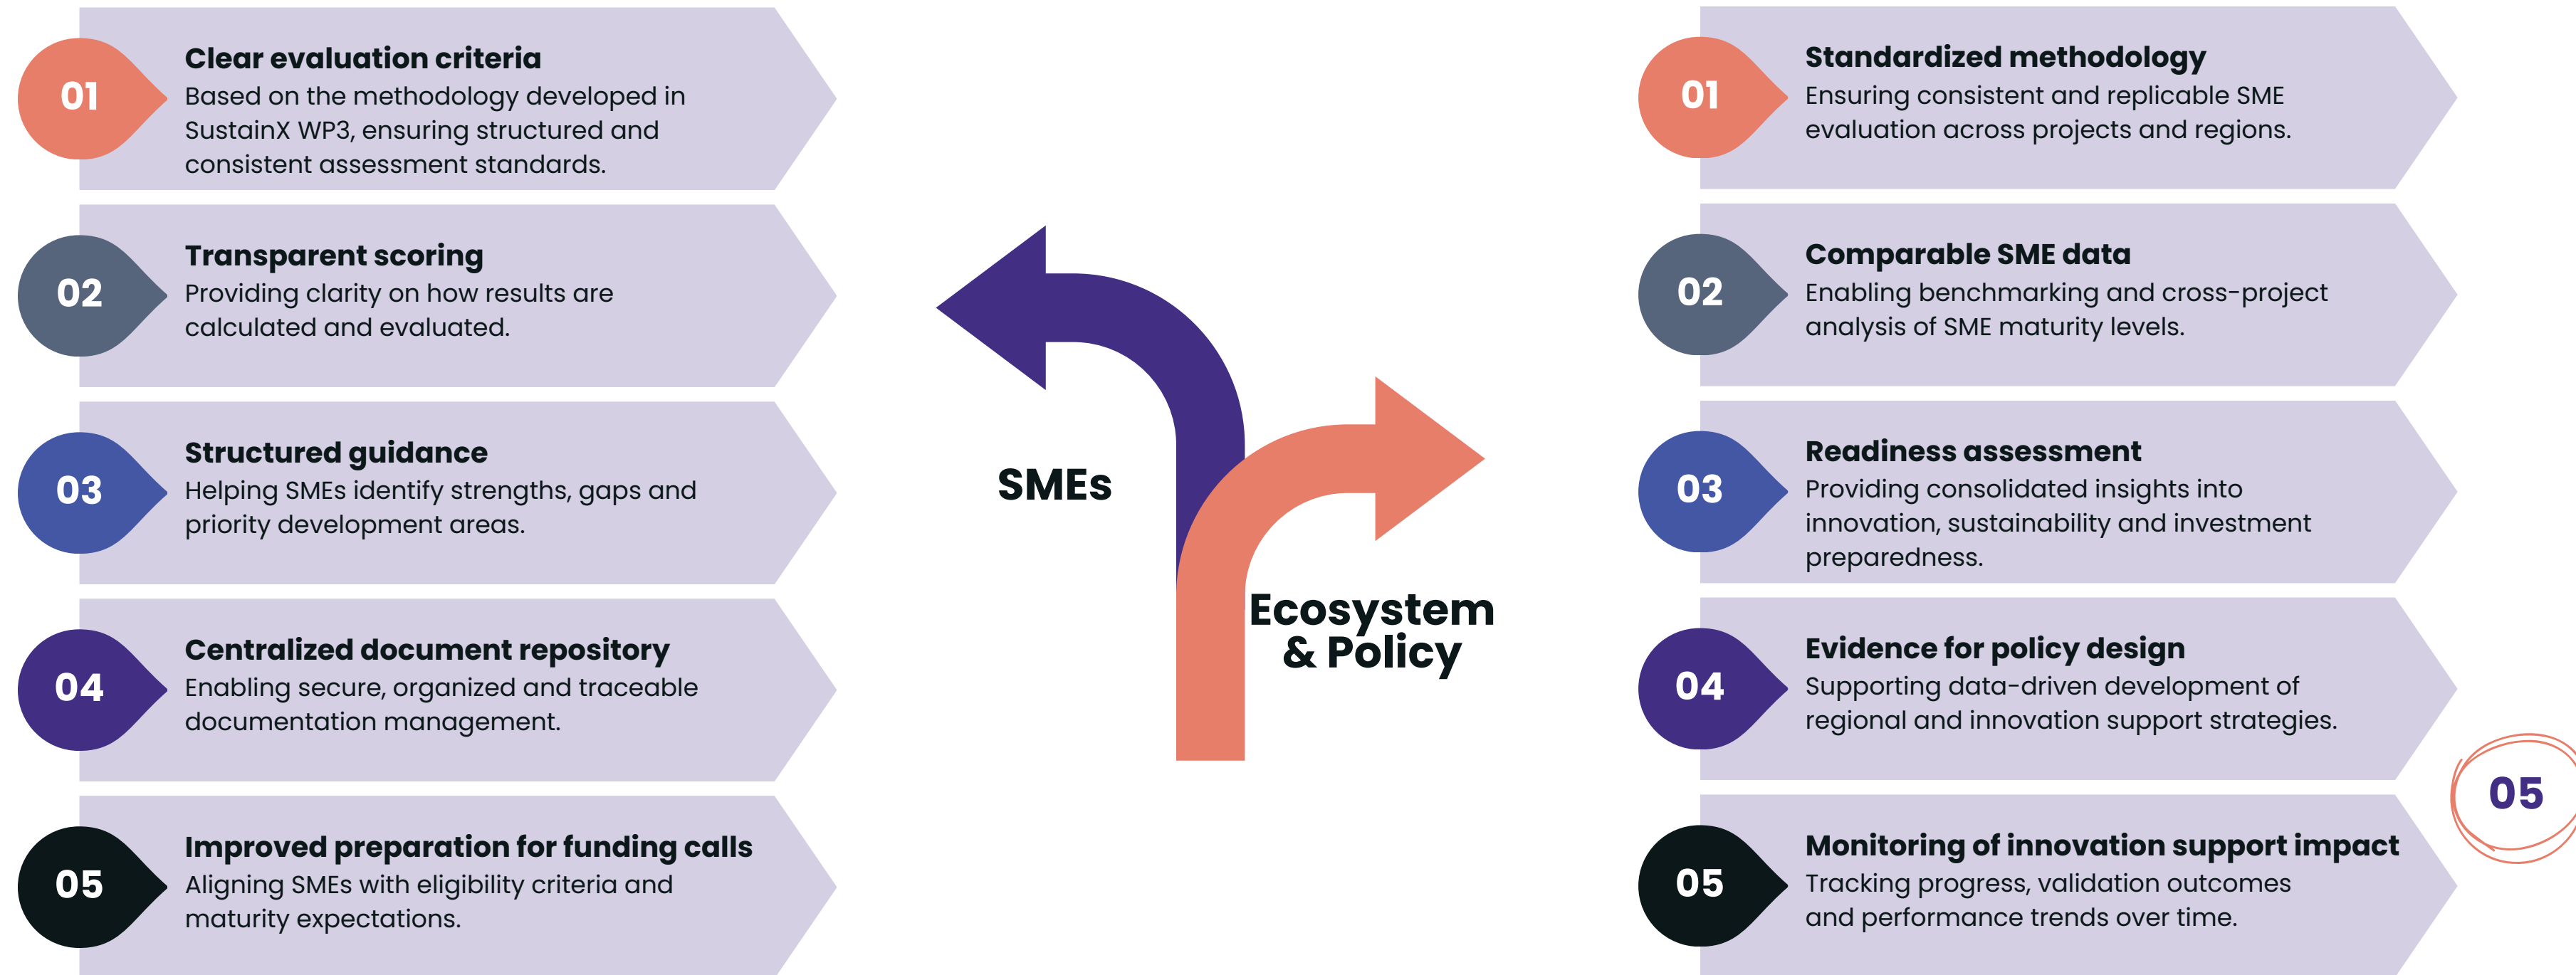 01
Clear evaluation criteria
Based on the methodology developed in
SustainX WP3, ensuring structured and
consistent assessment standards.
02
Transparent scoring
Providing clarity on how results are
calculated and evaluated.
03
Structured guidance
Helping SMEs identify strengths, gaps and
priority development areas.
04
Centralized document repository
Enabling secure, organized and traceable
documentation management.
05
Improved preparation for funding calls
Aligning SMEs with eligibility criteria and
maturity expectations.
SMEs
Ecosystem
& Policy
01
Standardized methodology
Ensuring consistent and replicable SME
evaluation across projects and regions.
02
Comparable SME data
Enabling benchmarking and cross-project
analysis of SME maturity levels.
03
Readiness assessment
Providing consolidated insights into
innovation, sustainability and investment
preparedness.
04
Evidence for policy design
Supporting data-driven development of
regional and innovation support strategies.
05
Monitoring of innovation support impact
Tracking progress, validation outcomes
and performance trends over time.
05